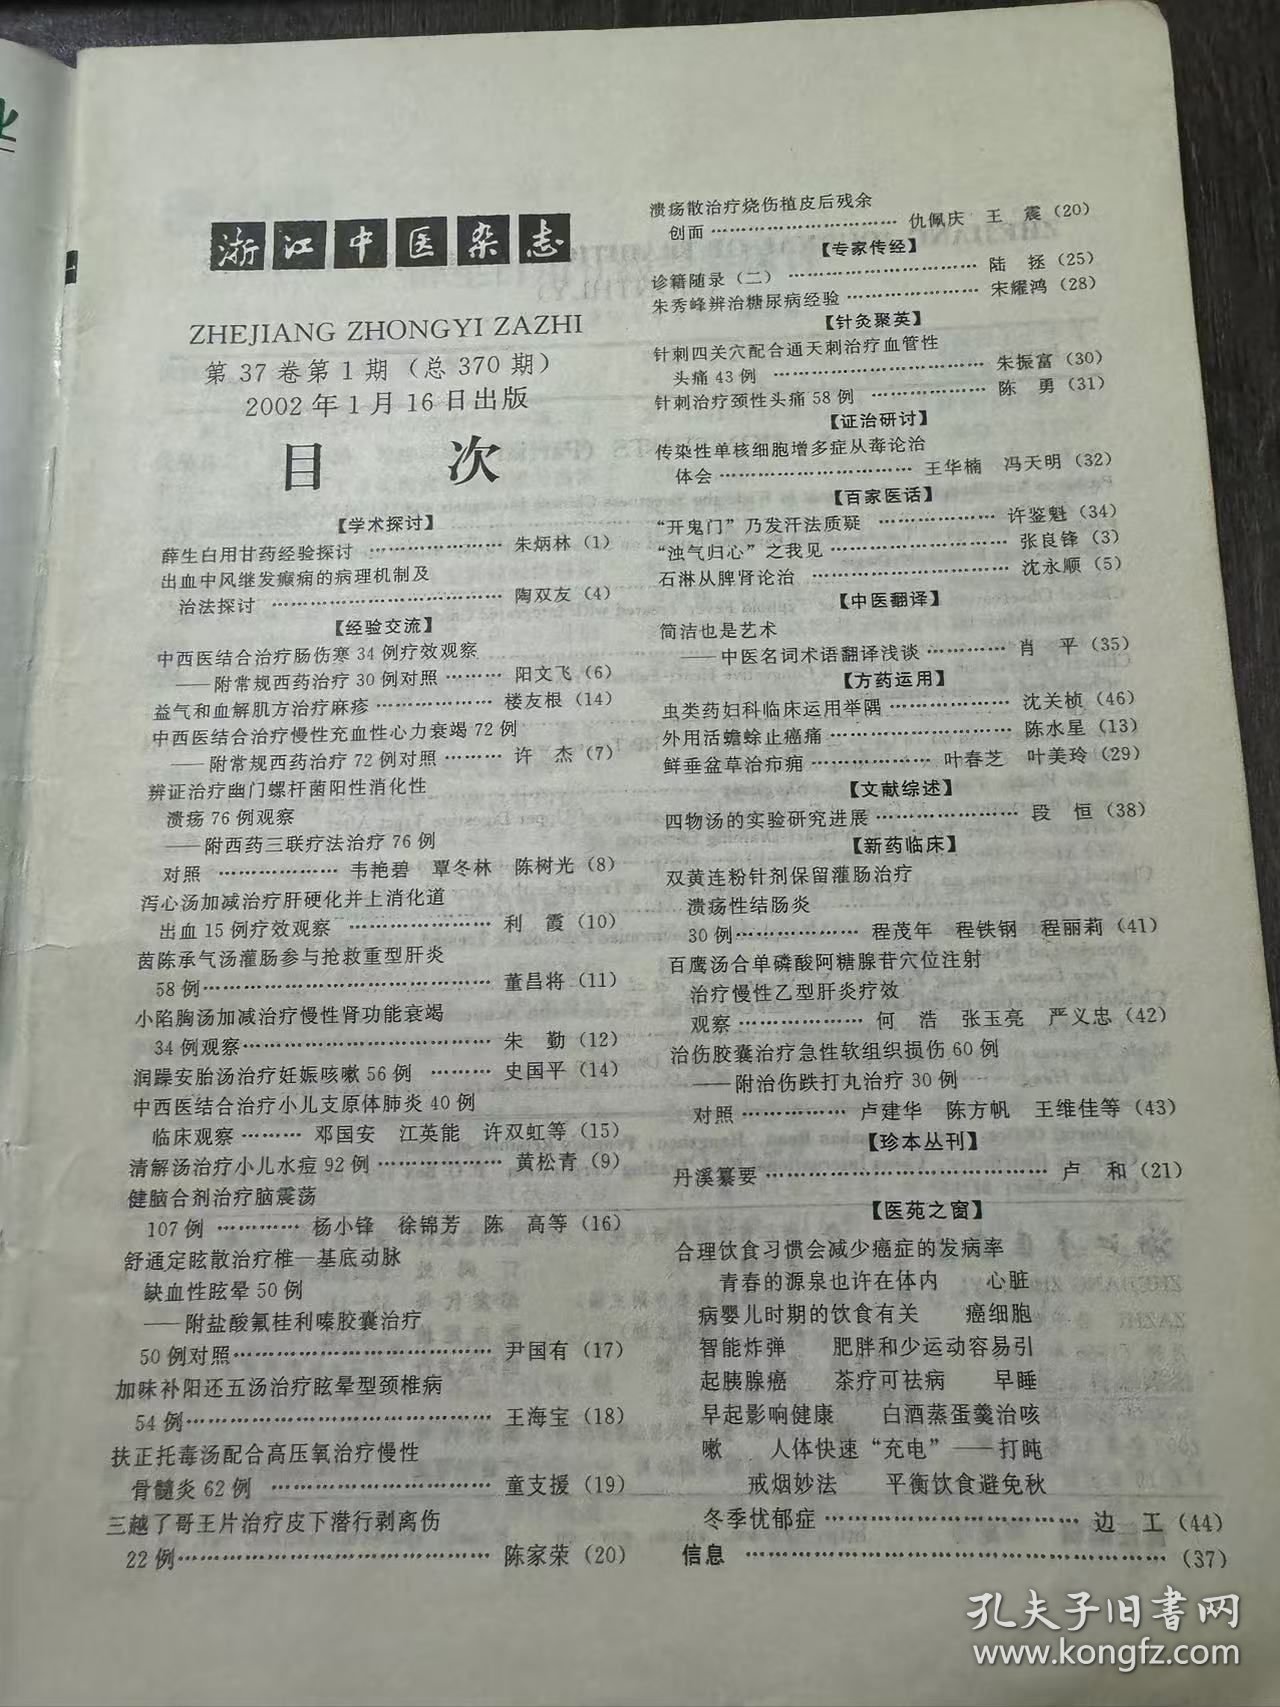 浙江中医杂志
ZHEJIANG ZHONGYI ZAZHI
第37卷第1期（总370期）
2002年1月16日出版
目 次
【学术探讨】
薛生白用甘药经验探讨 ………………… 朱炳林（1）
出血中风继发癫痫的病理机制及
治法探讨 ……………………………… 陶双友（4）
【经验交流】
中西医结合治疗肠伤寒34例疗效观察
——附常规西药治疗30例对照 ……… 阳文飞（6）
益气和血解肌方治疗麻疹 ……………… 楼友根（14）
中西医结合治疗慢性充血性心力衰竭72例
——附常规西药治疗72例对照 ……… 许 杰（7）
辨证治疗幽门螺杆菌阳性消化性
溃疡76例观察
——附西药三联疗法治疗76例
对照 ……………… 韦艳碧 覃冬林 陈树光（8）
泻心汤加减治疗肝硬化并上消化道
出血15例疗效观察 ………………… 利 霞（10）
茵陈承气汤灌肠参与抢救重型肝炎
58例…………………………………… 董昌将（11）
小陷胸汤加减治疗慢性肾功能衰竭
34例观察……………………………… 朱 勤（12）
润躁安胎汤治疗妊娠咳嗽56例 ……… 史国平（14）
中西医结合治疗小儿支原体肺炎40例
临床观察 ……… 邓国安 江英能 许双虹等（15）
清解汤治疗小儿水痘92例 ……………… 黄松青（9）
健脑合剂治疗脑震荡
107例 ………… 杨小锋 徐锦芳 陈 高等（16）
舒通定眩散治疗椎—基底动脉
缺血性眩晕50例
——附盐酸氟桂利嗪胶囊治疗
50例对照……………………………… 尹国有（17）
加味补阳还五汤治疗眩晕型颈椎病
54例…………………………………… 王海宝（18）
扶正托毒汤配合高压氧治疗慢性
骨髓炎62例 ………………………… 童支援（19）
三越了哥王片治疗皮下潜行剥离伤
22例…………………………………… 陈家荣（20）
溃疡散治疗烧伤植皮后残余
创面 ………………………… 仇佩庆 王 震（20）
【专家传经】
诊籍随录（二） ………………………… 陆 拯（25）
朱秀峰辨治糖尿病经验 ………………… 宋耀鸿（28）
【针灸聚英】
针刺四关穴配合通天刺治疗血管性
头痛43例 …………………………… 朱振富（30）
针刺治疗颈性头痛58例 ……………… 陈 勇（31）
【证治研讨】
传染性单核细胞增多症从毒论治
体会 ………………………… 王华楠 冯天明（32）
【百家医话】
“开鬼门”乃发汗法质疑 ……………… 许鉴魁（34）
“浊气归心”之我见 ……………………… 张良锋（3）
石淋从脾肾论治 ………………………… 沈永顺（5）
【中医翻译】
简洁也是艺术
——中医名词术语翻译浅谈 ………… 肖 平（35）
【方药运用】
虫类药妇科临床运用举隅 ……………… 沈关桢（46）
外用活蟾蜍止癌痛 ……………………… 陈水星（13）
鲜垂盆草治疖痈 ……………… 叶春芝 叶美玲（29）
【文献综述】
四物汤的实验研究进展 ………………… 段 恒（38）
【新药临床】
双黄连粉针剂保留灌肠治疗
溃疡性结肠炎
30例……………… 程茂年 程铁钢 程丽莉（41）
百鹰汤合单磷酸阿糖腺苷穴位注射
治疗慢性乙型肝炎疗效
观察 ……………… 何 浩 张玉亮 严义忠（42）
治伤胶囊治疗急性软组织损伤60例
——附治伤跌打丸治疗30例
对照 …………… 卢建华 陈方帆 王维佳等（43）
【珍本丛刊】
丹溪纂要 ………………………………… 卢 和（21）
【医苑之窗】
合理饮食习惯会减少癌症的发病率
青春的源泉也许在体内 心脏
病婴儿时期的饮食有关 癌细胞
智能炸弹 肥胖和少运动容易引
起胰腺癌 茶疗可祛病 早睡
早起影响健康 白酒蒸蛋羹治咳
嗽 人体快速“充电”——打盹
戒烟妙法 平衡饮食避免秋
冬季忧郁症 ……………………………… 边 工（44）
信息 …………………………………………………… （37）
孔夫子旧书网
www.kongfz.com